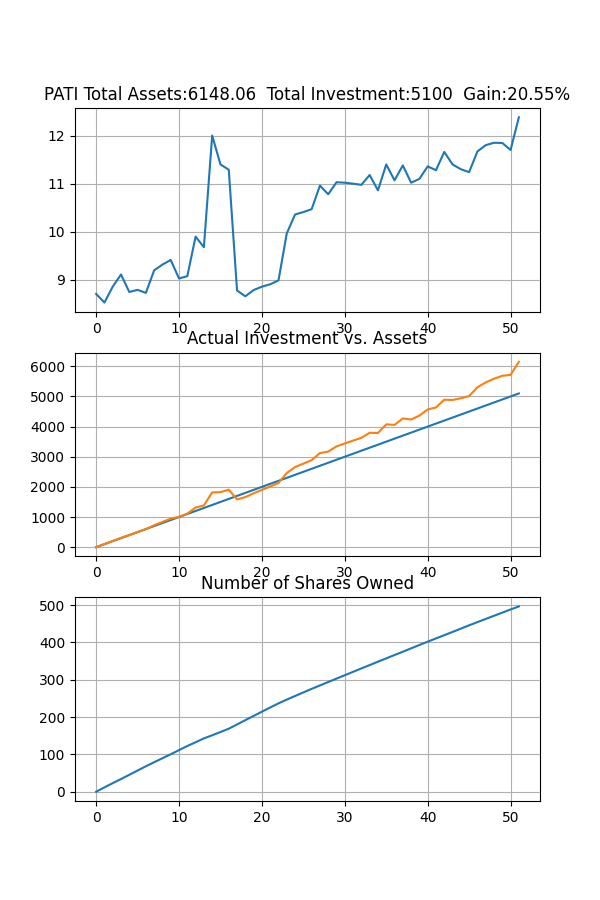 PATI Total Assets:6148.06  Total Investment:5100  Gain:20.55%
12
11
10
9
0 10 20 30 40 50
Actual Investment vs. Assets
6000
5000
4000
3000
2000
1000
0
0 10 20 30 40 50
Number of Shares Owned
500
400
300
200
100
0
0 10 20 30 40 50